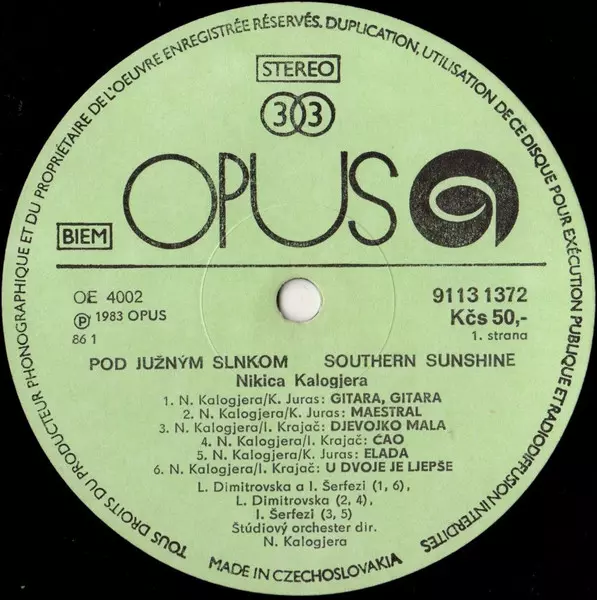 TOUS DROITS DU PRODUCTEUR PHONOGRAPHIQUE ET DU PROPRIÉTAIRE DE L'OEUVRE ENREGISTRÉE RÉSERVÉS. DUPLICATION, UTILISATION DE CE DISQUE POUR EXÉCUTION PUBLIQUE ET RADIODIFFUSION INTERDITES
STEREO
33
OPUS
BIEM
OE 4002
℗ 1983 OPUS
86 1
9113 1372
Kčs 50,-
1. strana
POD JUŽNÝM SLNKOM SOUTHERN SUNSHINE
Nikica Kalogjera
1. N. Kalogjera/K. Juras: GITARA, GITARA
2. N. Kalogjera/K. Juras: MAESTRAL
3. N. Kalogjera/I. Krajač: DJEVOJKO MALA
4. N. Kalogjera/I. Krajač: ĆAO
5. N. Kalogjera/K. Juras: ELADA
6. N. Kalogjera/I. Krajač: U DVOJE JE LJEPŠE
L. Dimitrovska a I. Šerfezi (1, 6),
L. Dimitrovska (2, 4),
I. Šerfezi (3, 5)
Štúdiový orchester dir.
N. Kalogjera
MADE IN CZECHOSLOVAKIA